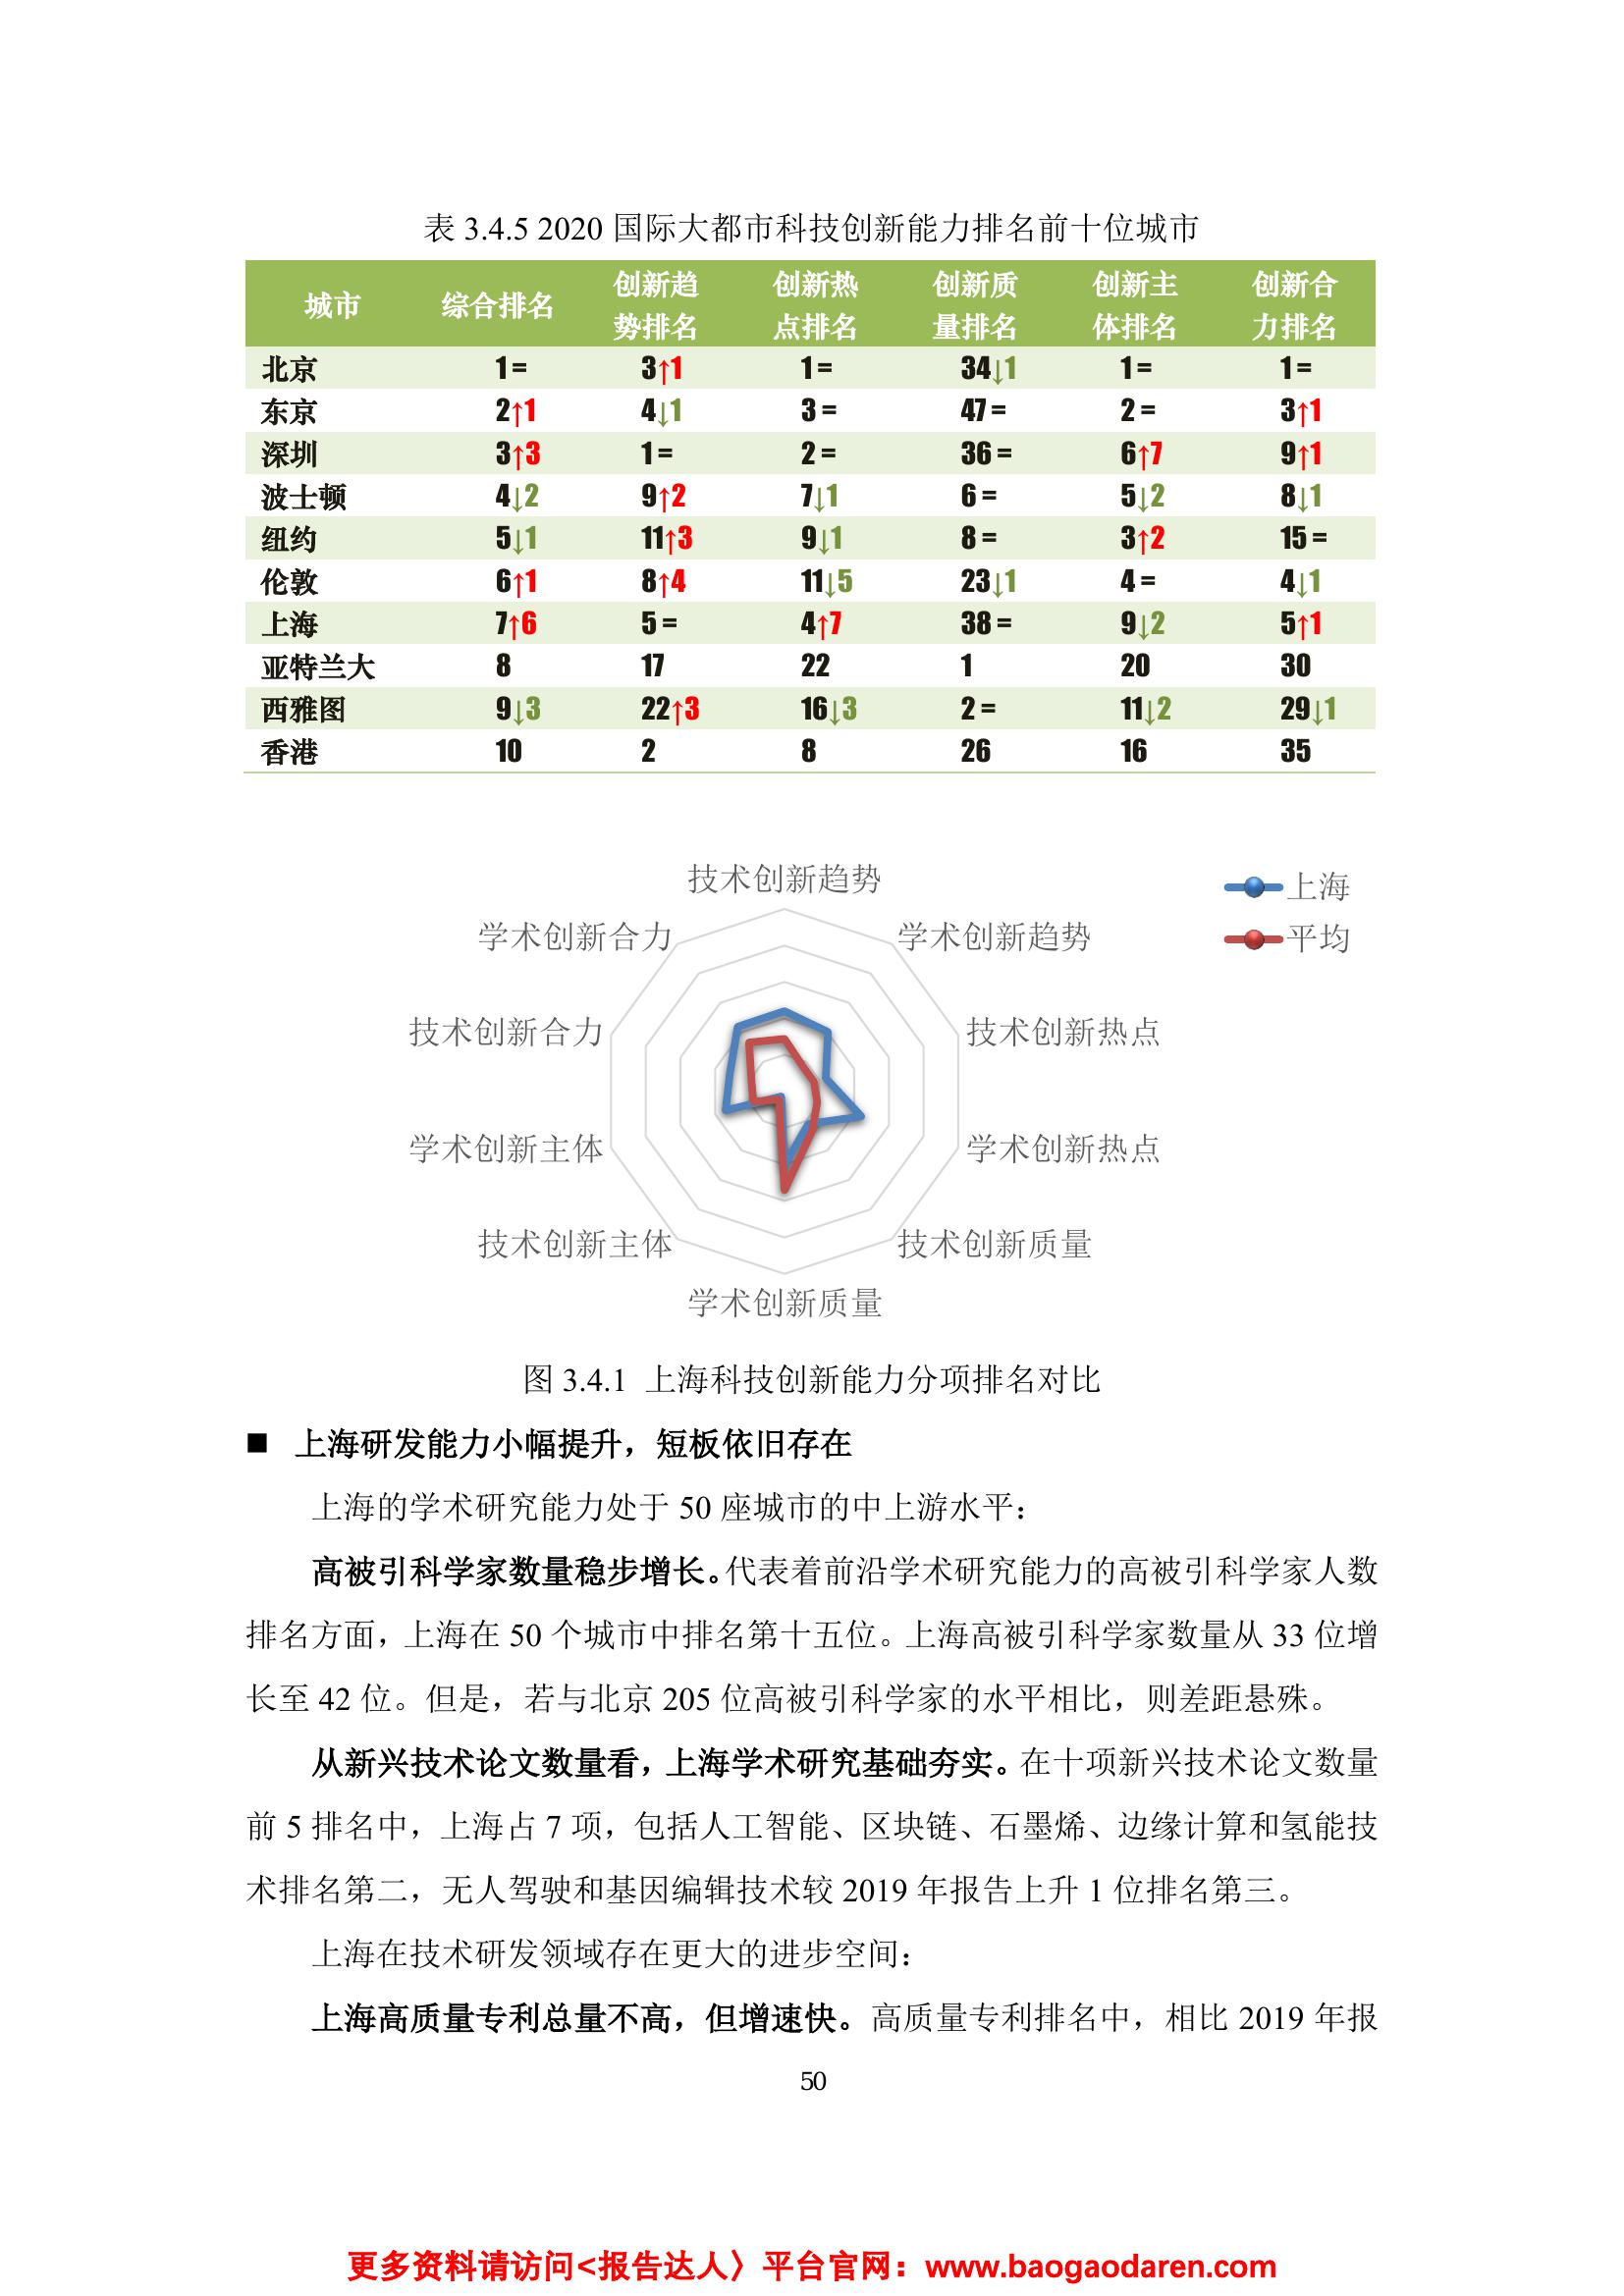 表 3.4.5 2020 国际大都市科技创新能力排名前十位城市
城市 综合排名 创新趋势排名 创新热点排名 创新质量排名 创新主体排名 创新合力排名
北京 1 = 3↑1 1 = 34↓1 1 = 1 =
东京 2↑1 4↓1 3 = 47 = 2 = 3↑1
深圳 3↑3 1 = 2 = 36 = 6↑7 9↑1
波士顿 4↓2 9↑2 7↓1 6 = 5↓2 8↓1
纽约 5↓1 11↑3 9↓1 8 = 3↑2 15 =
伦敦 6↑1 8↑4 11↓5 23↓1 4 = 4↓1
上海 7↑6 5 = 4↑7 38 = 9↓2 5↑1
亚特兰大 8 17 22 1 20 30
西雅图 9↓3 22↑3 16↓3 2 = 11↓2 29↓1
香港 10 2 8 26 16 35
技术创新趋势
上海
学术创新合力 学术创新趋势
平均
技术创新合力 技术创新热点
学术创新主体 学术创新热点
技术创新主体 技术创新质量
学术创新质量
图 3.4.1 上海科技创新能力分项排名对比
■ 上海研发能力小幅提升，短板依旧存在
上海的学术研究能力处于 50 座城市的中上游水平：
高被引科学家数量稳步增长。代表着前沿学术研究能力的高被引科学家人数
排名方面，上海在 50 个城市中排名第十五位。上海高被引科学家数量从 33 位增
长至 42 位。但是，若与北京 205 位高被引科学家的水平相比，则差距悬殊。
从新兴技术论文数量看，上海学术研究基础夯实。在十项新兴技术论文数量
前 5 排名中，上海占 7 项，包括人工智能、区块链、石墨烯、边缘计算和氢能技
术排名第二，无人驾驶和基因编辑技术较 2019 年报告上升 1 位排名第三。
上海在技术研发领域存在更大的进步空间：
上海高质量专利总量不高，但增速快。高质量专利排名中，相比 2019 年报
50
更多资料请访问<报告达人〉平台官网：www.baogaodaren.com